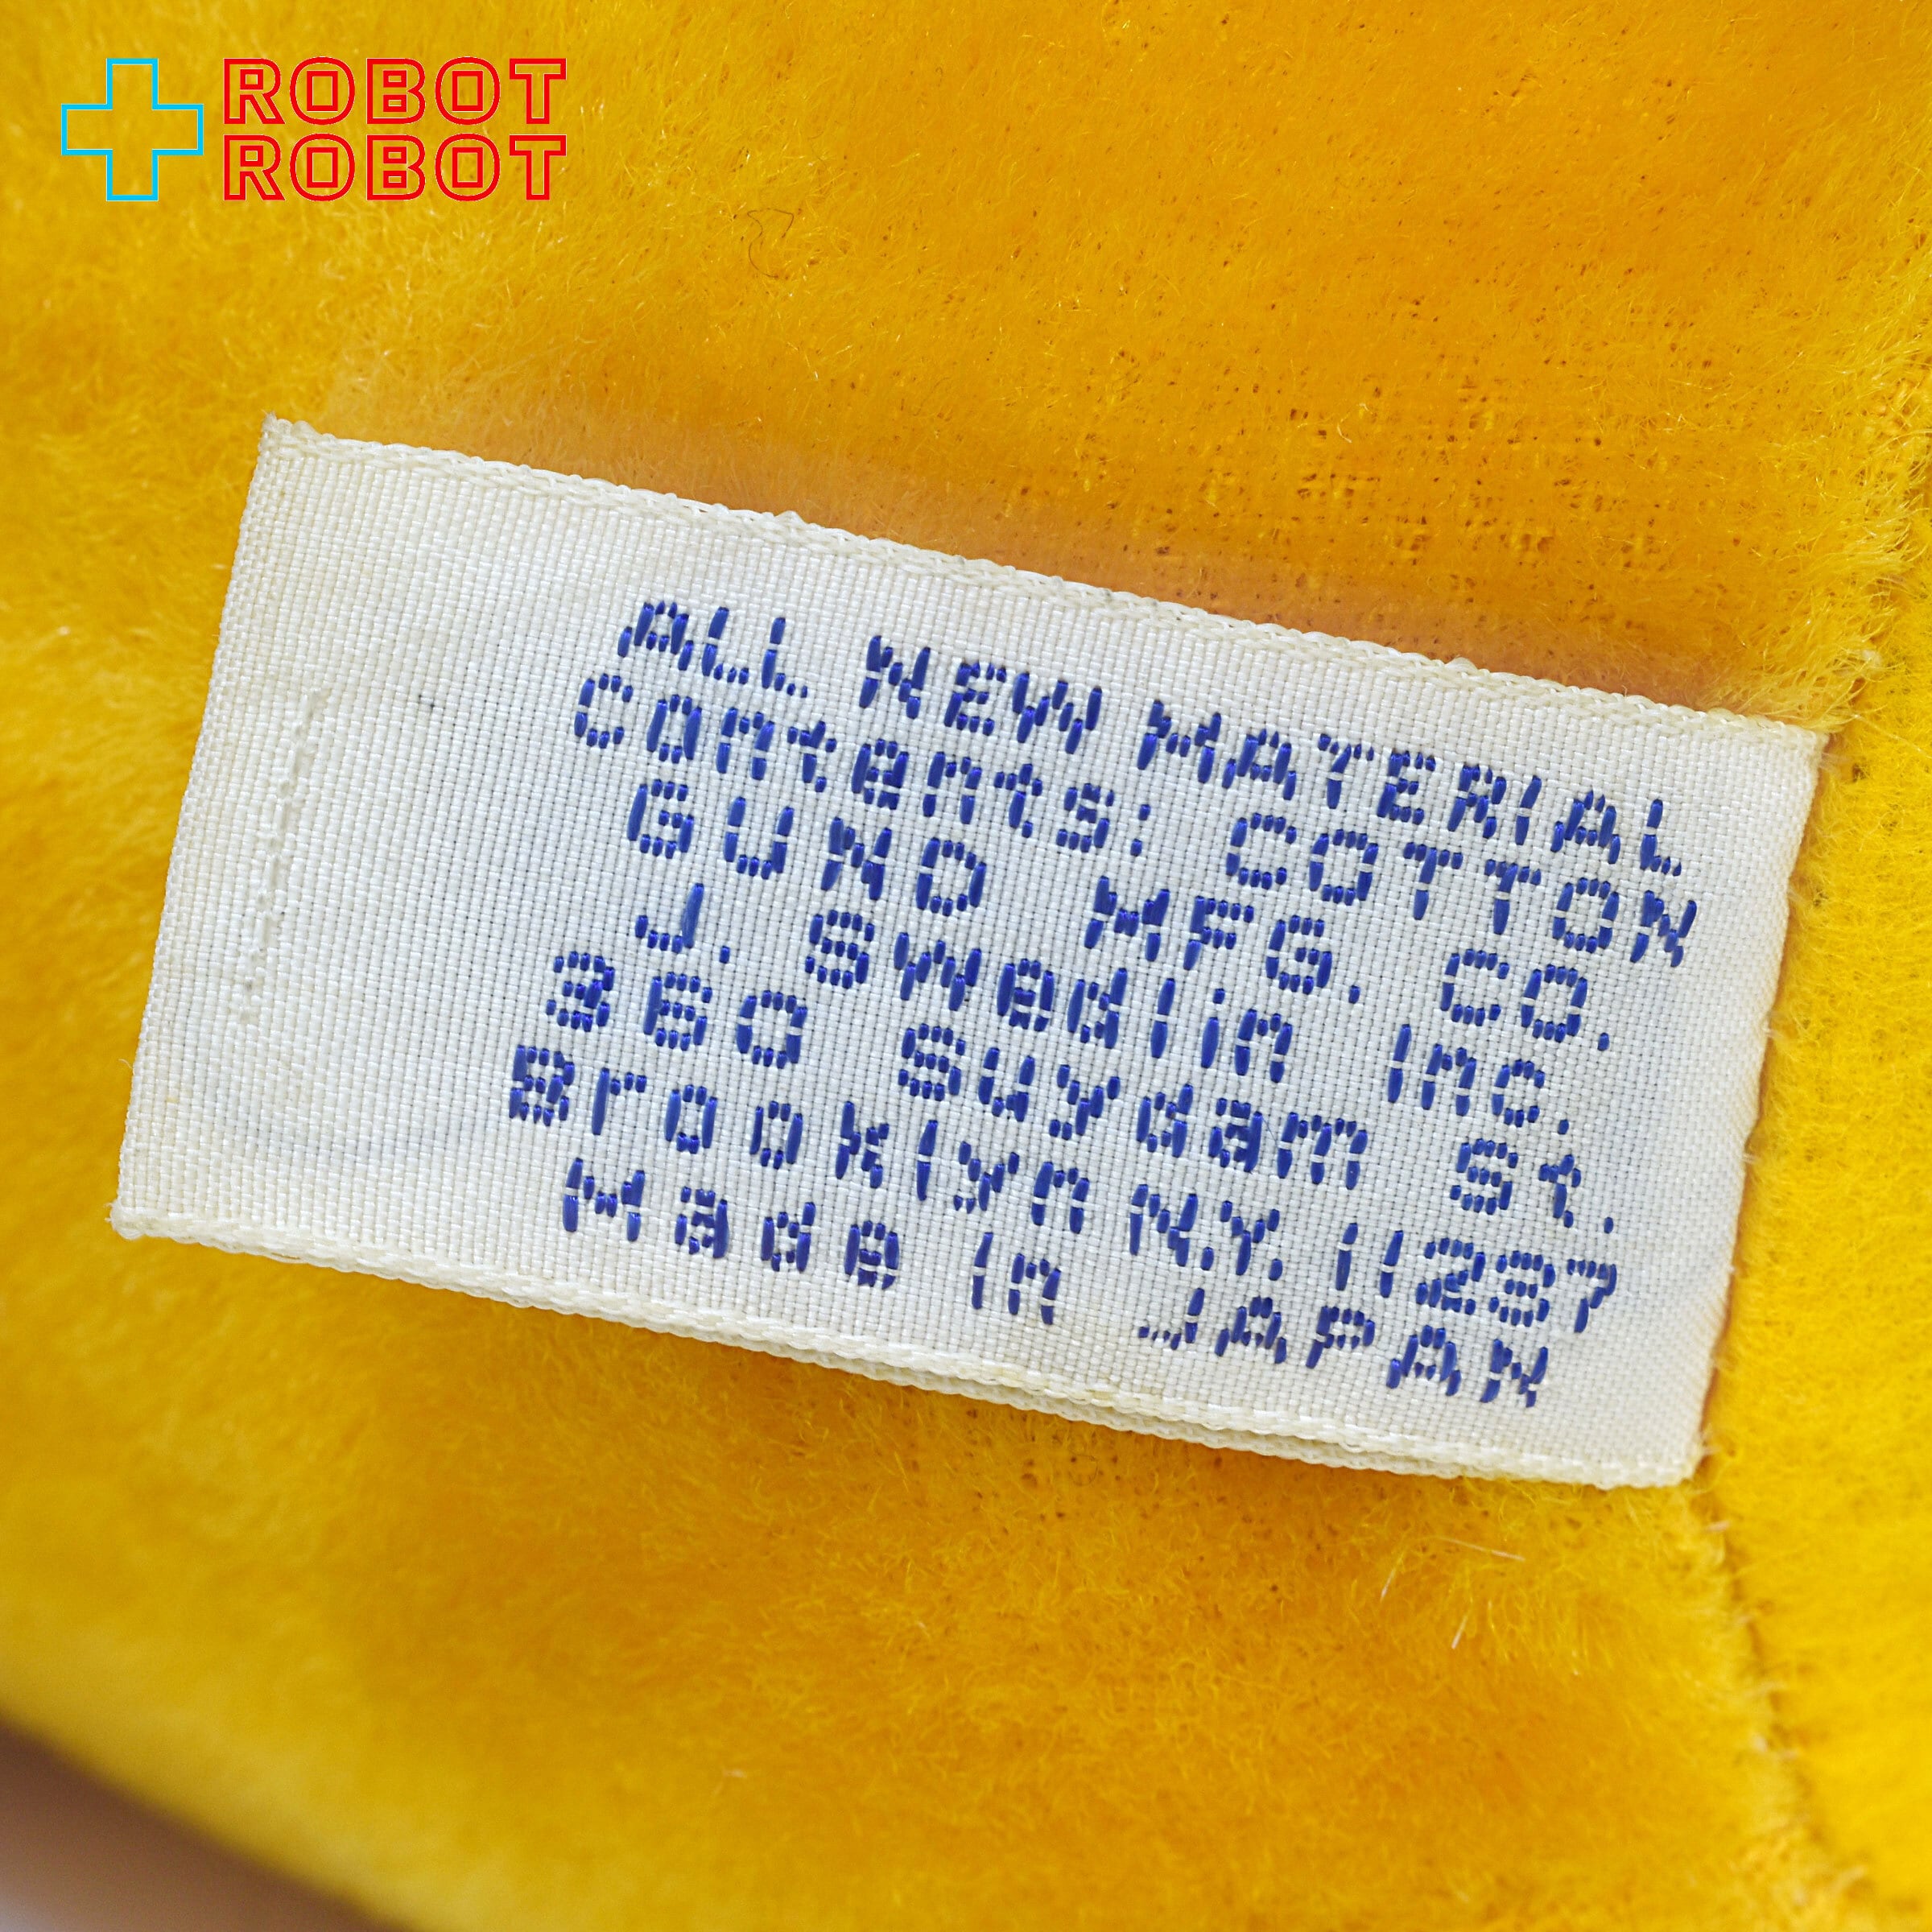 ROBOT
ROBOT
ALL NEW MATERIAL
Contents: COTTON
GUND MFG. CO.
J. Swedlin Inc.
360 Suydam St.
Brooklyn N.Y. 11237
Made in JAPAN